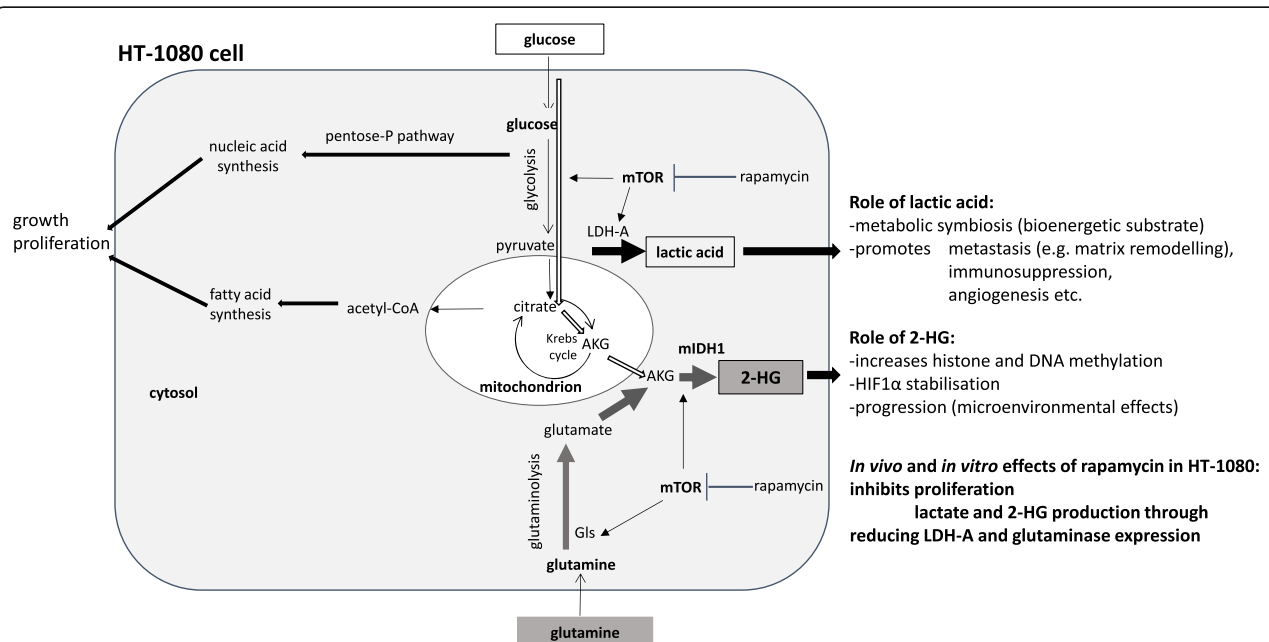 HT-1080 cell
glucose
glucose
pentose-P pathway
nucleic acid
synthesis
glycolysis
mTOR
rapamycin
growth
proliferation
LDH-A
pyruvate
lactic acid
Role of lactic acid:
-metabolic symbiosis (bioenergetic substrate)
-promotes metastasis (e.g. matrix remodelling),
immunosuppression,
angiogenesis etc.
fatty acid
synthesis
acetyl-CoA
citrate
Krebs
cycle
AKG
mitochondrion
cytosol
AKG
mIDH1
2-HG
Role of 2-HG:
-increases histone and DNA methylation
-HIF1α stabilisation
-progression (microenvironmental effects)
glutamate
glutaminolysis
mTOR
rapamycin
Gls
glutamine
glutamine
In vivo and in vitro effects of rapamycin in HT-1080:
inhibits proliferation
lactate and 2-HG production through
reducing LDH-A and glutaminase expression